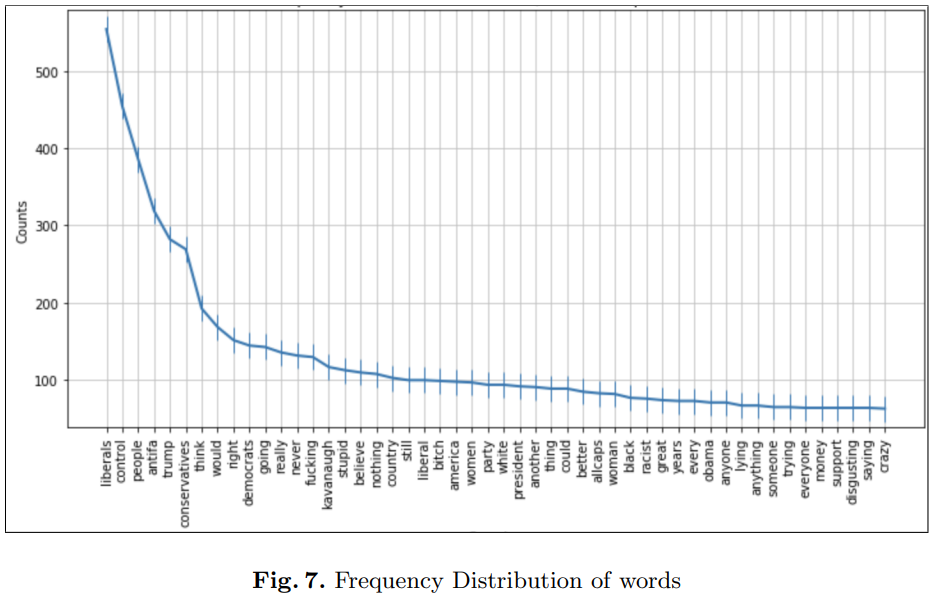 500
400
300
200
100
Counts
liberals
control
people
antifa
trump
conservatives
think
would
right
democrats
going
really
never
fucking
kavanaugh
stupid
believe
nothing
country
still
liberal
bitch
america
women
party
white
president
another
thing
could
better
allcaps
woman
black
racist
great
years
every
obama
anyone
lying
anything
someone
trying
everyone
money
support
disgusting
saying
crazy
Fig. 7. Frequency Distribution of words